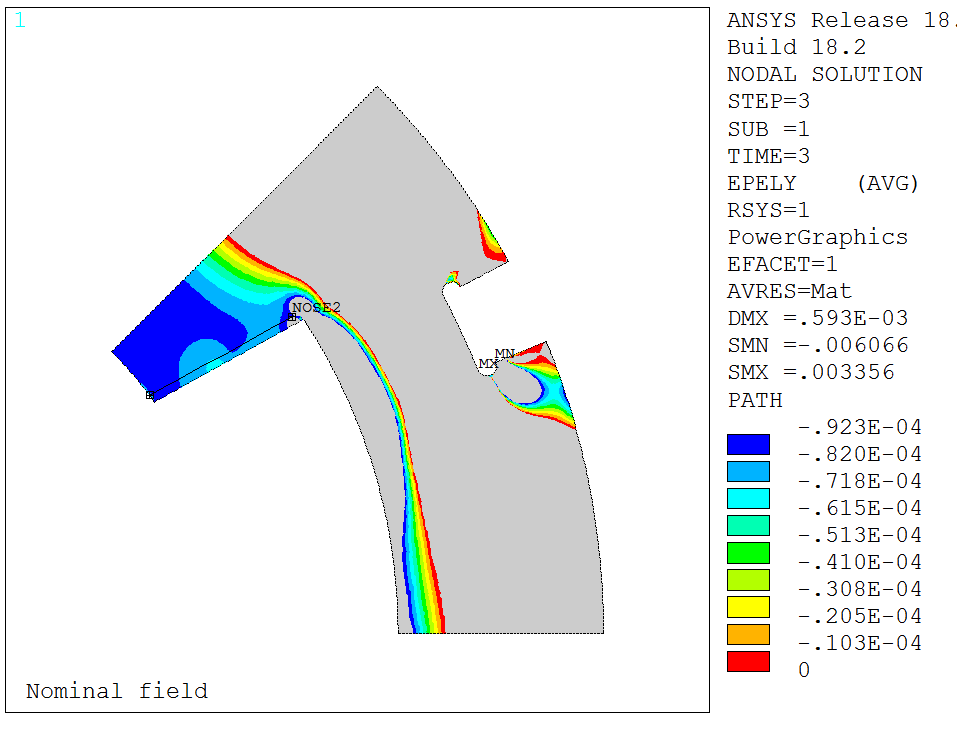 1
ANSYS Release 18.
Build 18.2
NODAL SOLUTION
STEP=3
SUB =1
TIME=3
EPELY (AVG)
RSYS=1
PowerGraphics
EFACET=1
AVRES=Mat
DMX =.593E-03
SMN =-.006066
SMX =.003356
PATH
-.923E-04
-.820E-04
-.718E-04
-.615E-04
-.513E-04
-.410E-04
-.308E-04
-.205E-04
-.103E-04
0
NOSE2
MN
MX
Nominal field